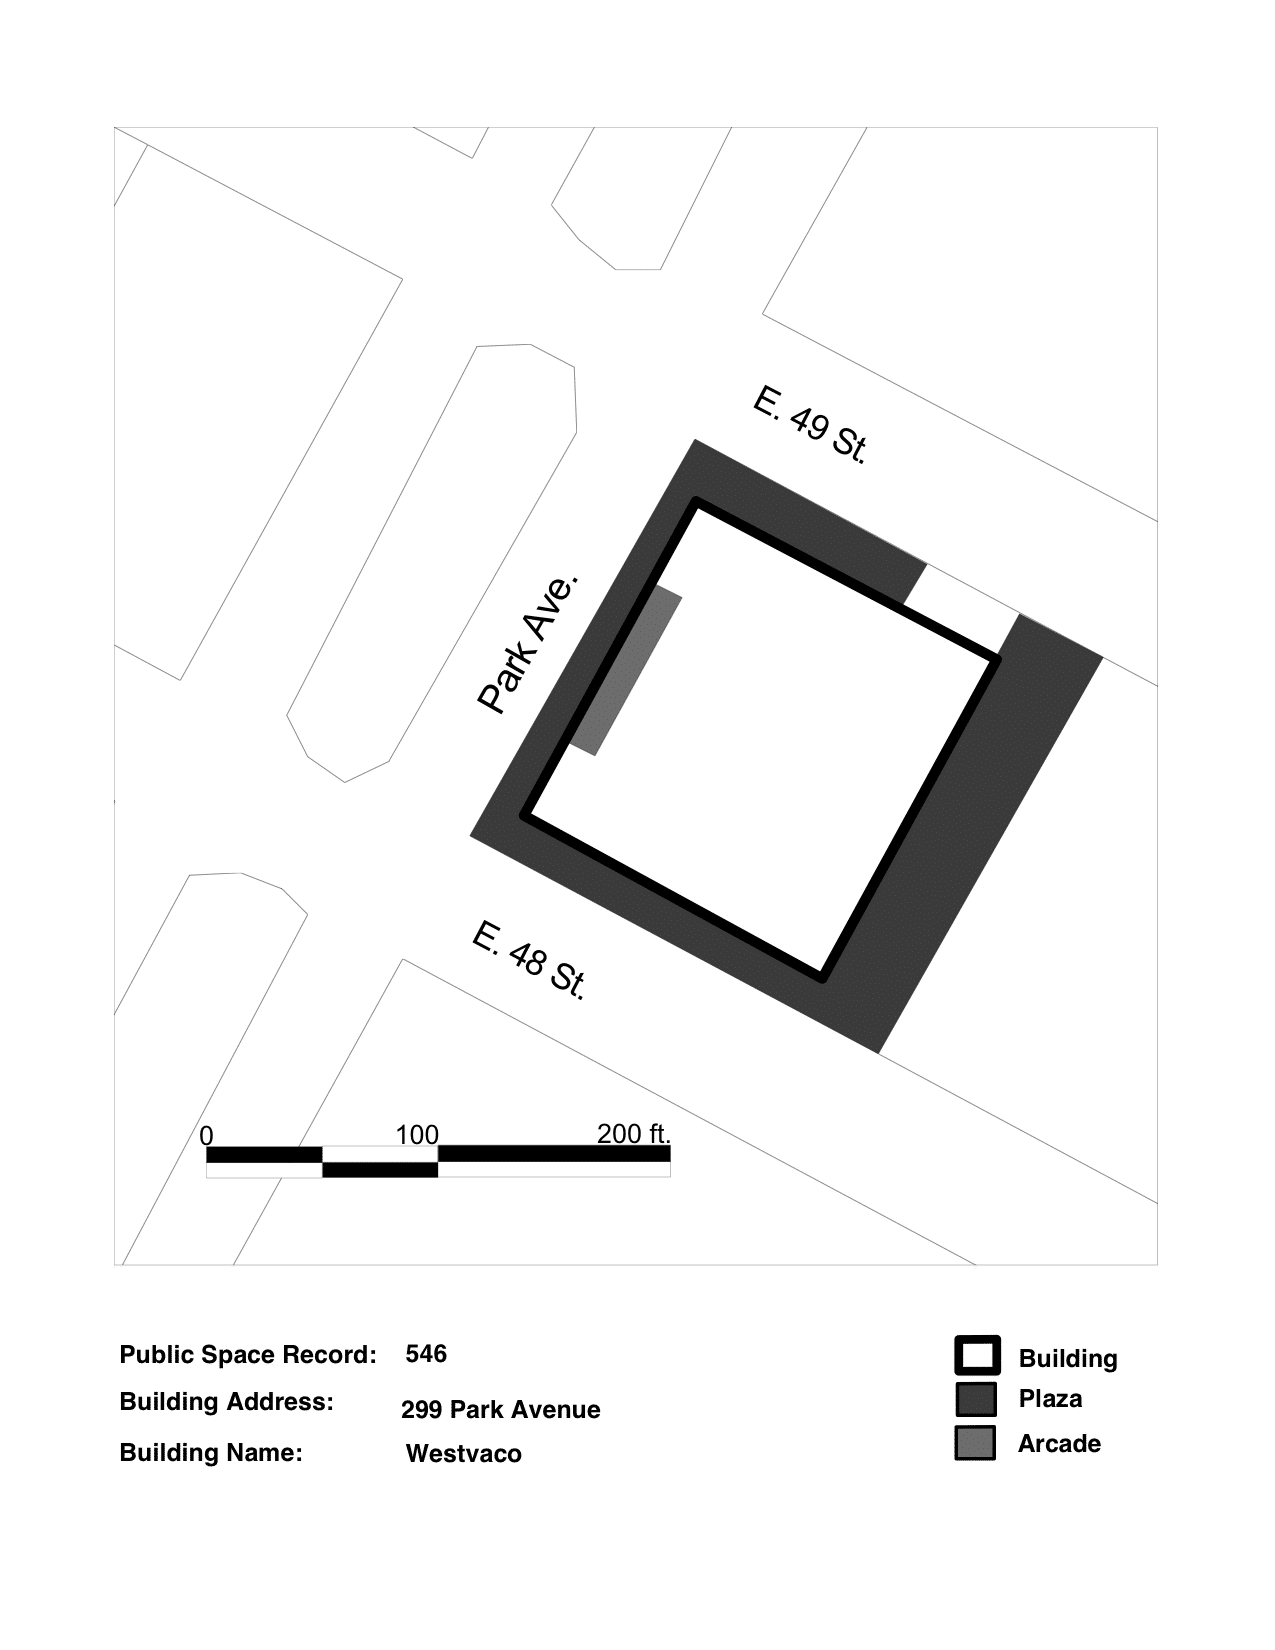 E. 49 St.
Park Ave.
E. 48 St.
0 100 200 ft.
Public Space Record: 546
Building Address: 299 Park Avenue
Building Name: Westvaco
Building
Plaza
Arcade